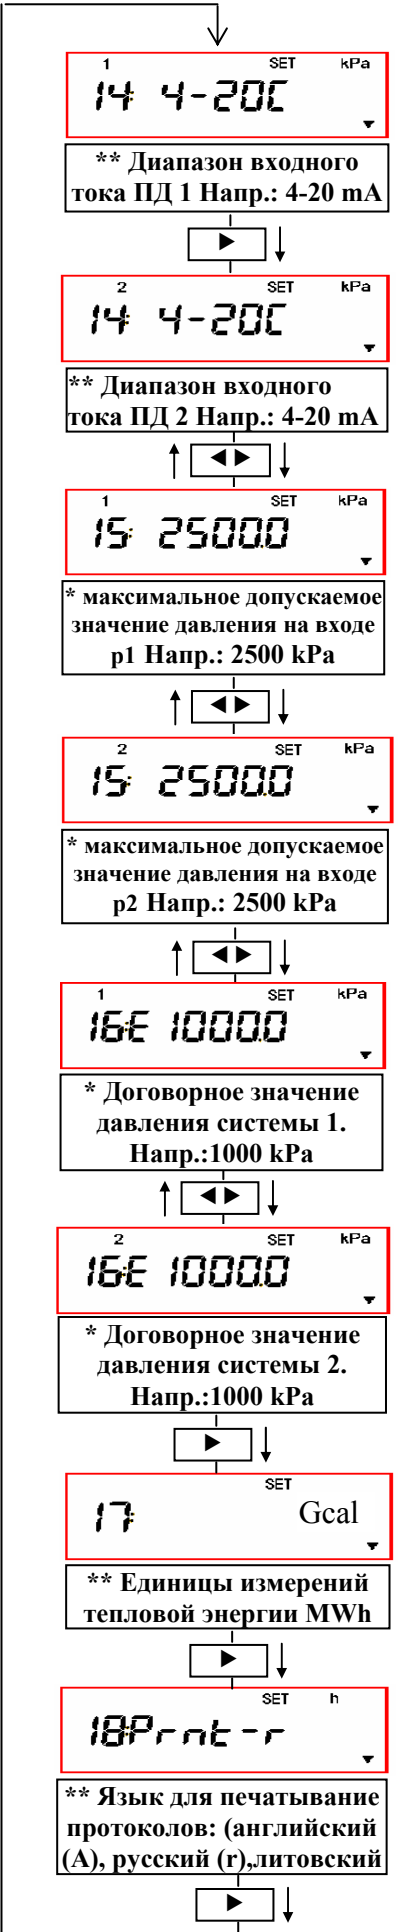 1 SET kPa
14: 4-20C
** Диапазон входного
тока ПД 1 Напр.: 4-20 mA
2 SET kPa
14: 4-20C
** Диапазон входного
тока ПД 2 Напр.: 4-20 mA
1 SET kPa
15: 2500.0
* максимальное допускаемое
значение давления на входе
p1 Напр.: 2500 kPa
2 SET kPa
15: 2500.0
* максимальное допускаемое
значение давления на входе
p2 Напр.: 2500 kPa
1 SET kPa
16:E 1000.0
* Договорное значение
давления системы 1.
Напр.:1000 kPa
2 SET kPa
16:E 1000.0
* Договорное значение
давления системы 2.
Напр.:1000 kPa
SET
17: Gcal
** Единицы измерений
тепловой энергии MWh
SET h
18:Prnt-r
** Язык для печатывание
протоколов: (английский
(А), русский (r),литовский